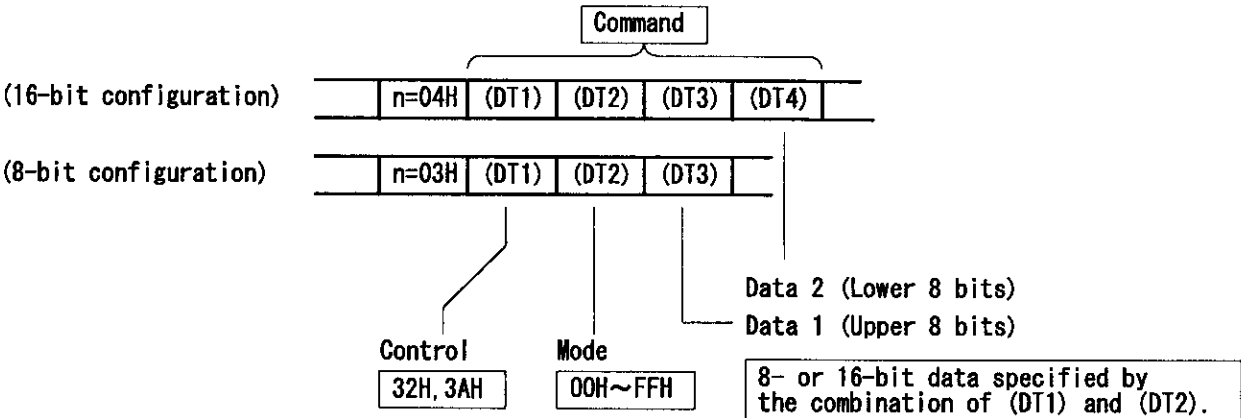 Command
(16-bit configuration) n=04H (DT1) (DT2) (DT3) (DT4)
(8-bit configuration) n=03H (DT1) (DT2) (DT3)
Data 2 (Lower 8 bits)
Data 1 (Upper 8 bits)
Control Mode
32H, 3AH 00H～FFH
8- or 16-bit data specified by
the combination of (DT1) and (DT2).